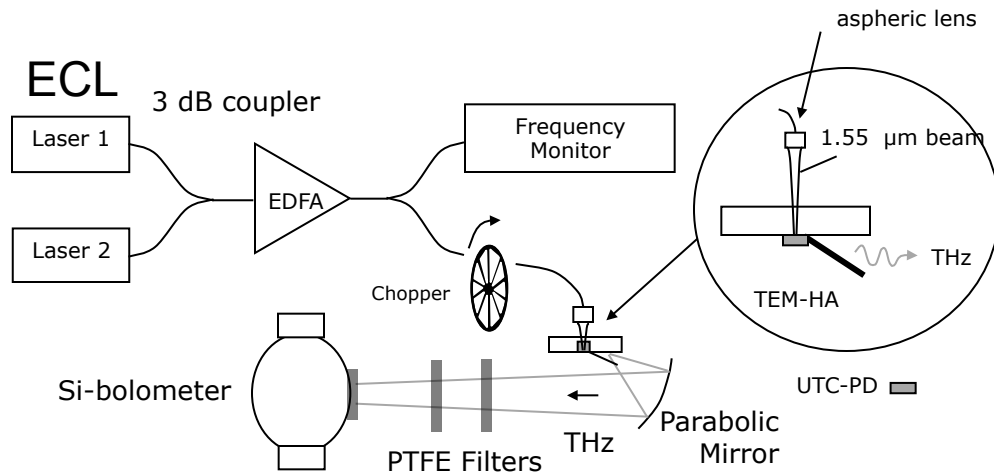 aspheric lens
ECL
3 dB coupler
Laser 1
Frequency
Monitor
1.55 µm beam
EDFA
Laser 2
THz
Chopper
TEM-HA
Si-bolometer
UTC-PD
THz
Parabolic
Mirror
PTFE Filters